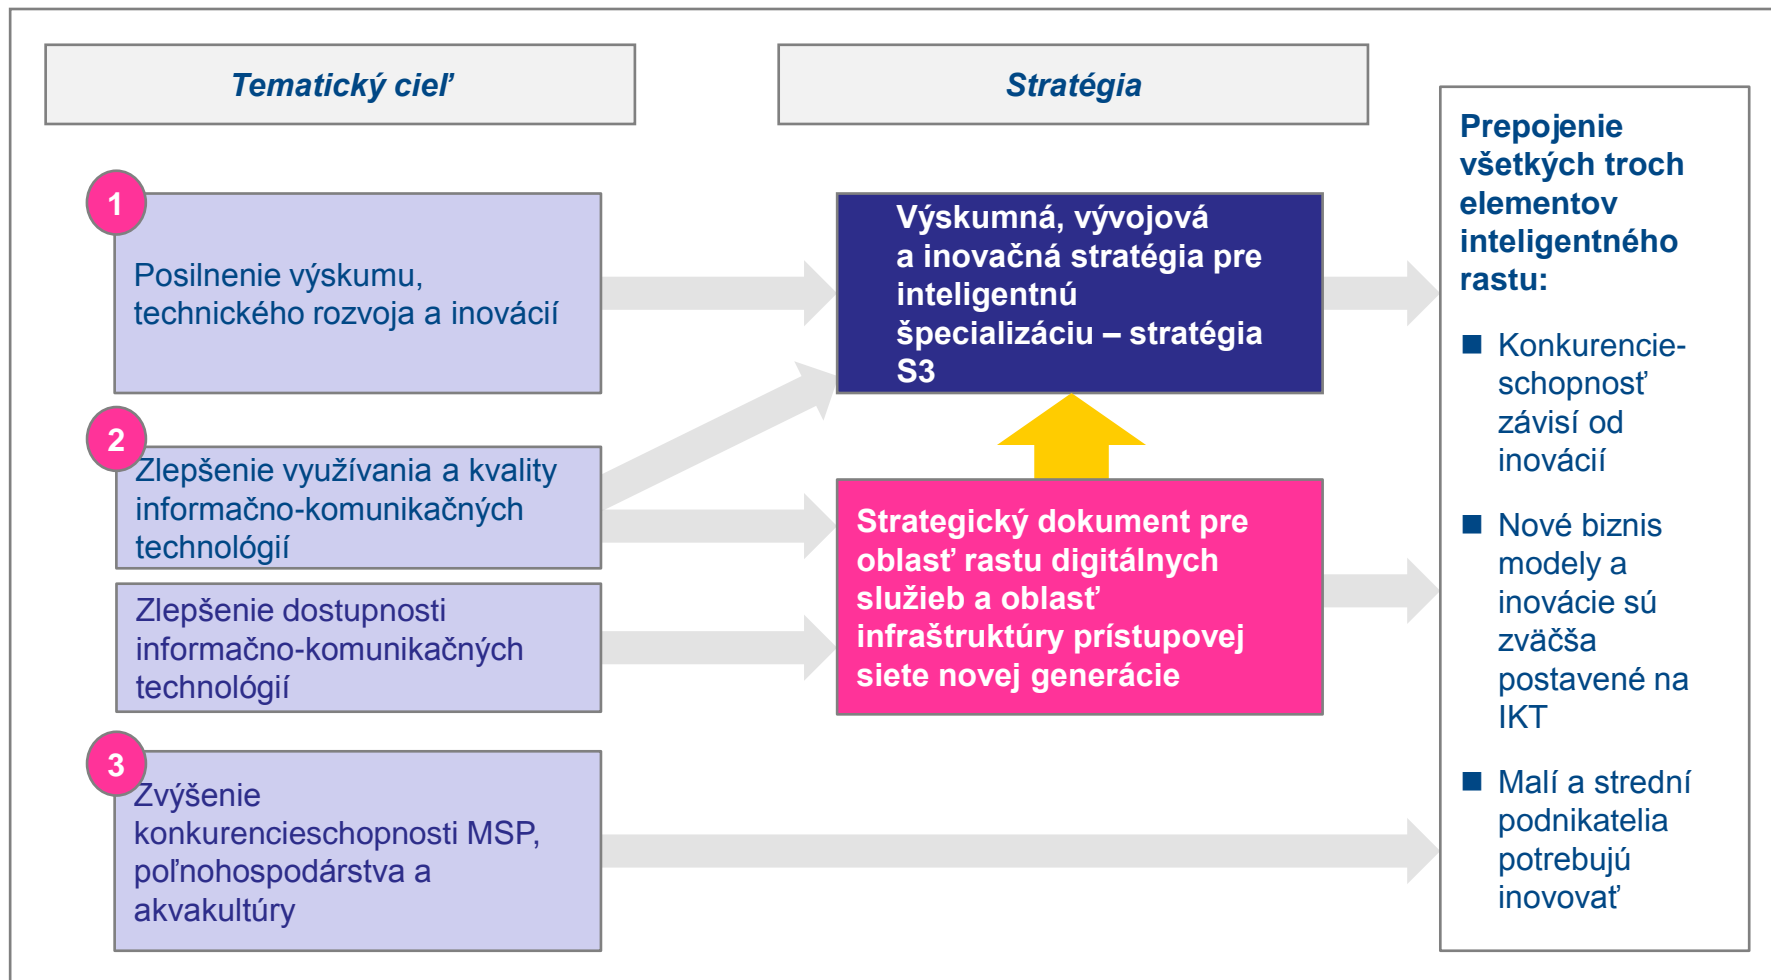 Tematický cieľ
Stratégia
1
Posilnenie výskumu,
technického rozvoja a inovácií
2
Zlepšenie využívania a kvality
informačno-komunikačných
technológií
Zlepšenie dostupnosti
informačno-komunikačných
technológií
3
Zvýšenie
konkurencieschopnosti MSP,
poľnohospodárstva a
akvakultúry
Výskumná, vývojová
a inovačná stratégia pre
inteligentnú
špecializáciu – stratégia
S3
Strategický dokument pre
oblasť rastu digitálnych
služieb a oblasť
infraštruktúry prístupovej
siete novej generácie
Prepojenie
všetkých troch
elementov
inteligentného
rastu:
Konkurencie-
schopnosť
závisí od
inovácií
Nové biznis
modely a
inovácie sú
zväčša
postavené na
IKT
Malí a strední
podnikatelia
potrebujú
inovovať